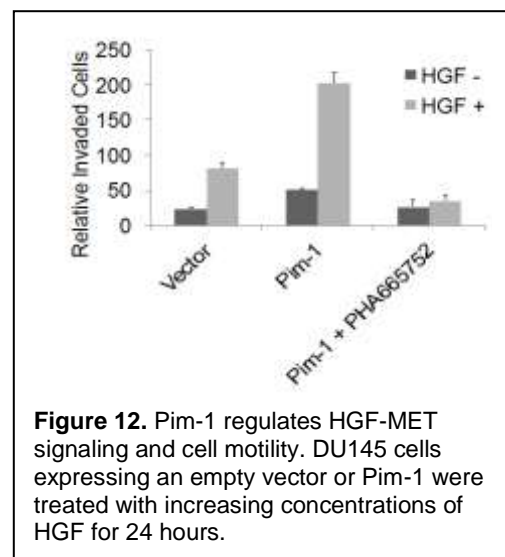 Relative Invaded Cells
250
200
150
100
50
0
HGF -
HGF +
Vector
Pim-1
Pim-1 + PHA665752
Figure 12. Pim-1 regulates HGF-MET
signaling and cell motility. DU145 cells
expressing an empty vector or Pim-1 were
treated with increasing concentrations of
HGF for 24 hours.